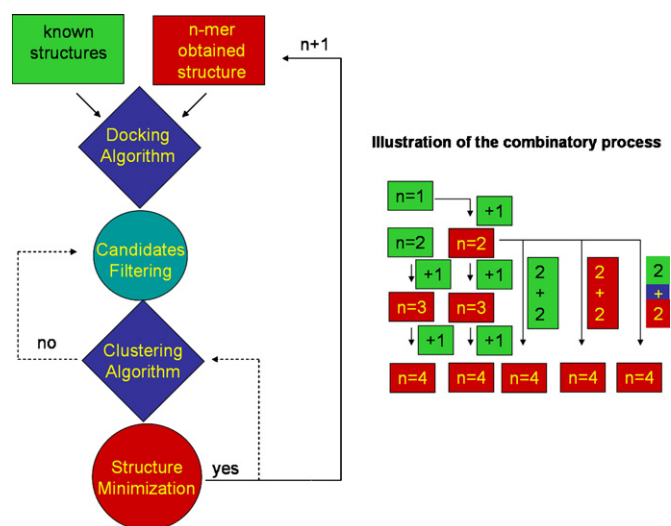 known
structures
n-mer
obtained
structure
n+1
Docking
Algorithm
Candidates
Filtering
no
Clustering
Algorithm
Structure
Minimization
yes
Illustration of the combinatory process
n=1
+1
n=2
n=2
+1
+1
2
+
2
2
+
2
2
+
2
n=3
n=3
+1
+1
n=4
n=4
n=4
n=4
n=4